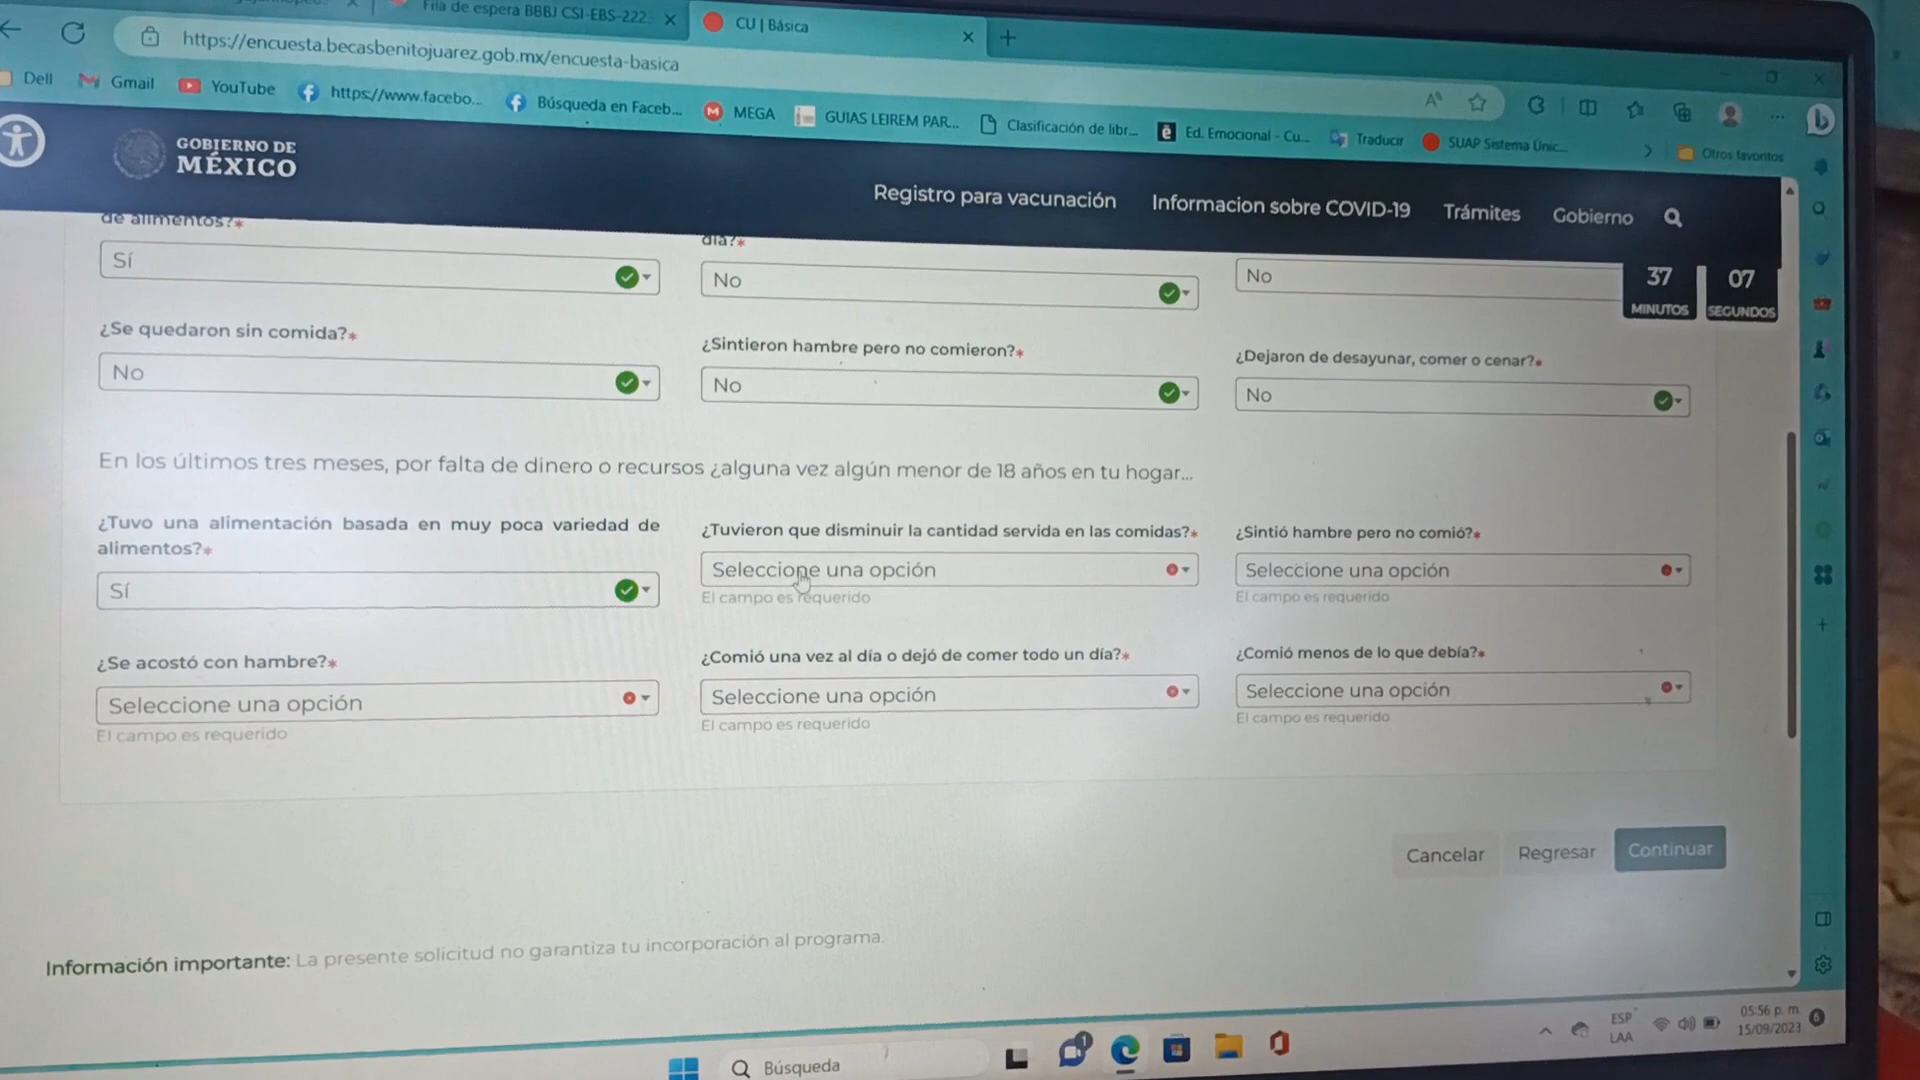 Fila de espera BBBJ CSI-EBS-222
CU | Básica
https://encuesta.becasbenitojuarez.gob.mx/encuesta-basica
Dell
Gmail
YouTube
https://www.facebo...
Búsqueda en Faceb...
MEGA
GUIAS LEIREM PAR...
Clasificación de libr...
Ed. Emocional - Cu...
Traducir
SUAP Sistema Únic...
Otros favoritos
GOBIERNO DE
MÉXICO
Registro para vacunación
Informacion sobre COVID-19
Trámites
Gobierno
37
MINUTOS
07
SEGUNDOS
de alimentos?*
día?*
Sí
No
No
¿Se quedaron sin comida?*
¿Sintieron hambre pero no comieron?*
¿Dejaron de desayunar, comer o cenar?*
No
No
No
En los últimos tres meses, por falta de dinero o recursos ¿alguna vez algún menor de 18 años en tu hogar...
¿Tuvo una alimentación basada en muy poca variedad de
alimentos?*
¿Tuvieron que disminuir la cantidad servida en las comidas?*
¿Sintió hambre pero no comió?*
Sí
Seleccione una opción
Seleccione una opción
El campo es requerido
El campo es requerido
¿Se acostó con hambre?*
¿Comió una vez al día o dejó de comer todo un día?*
¿Comió menos de lo que debía?*
Seleccione una opción
Seleccione una opción
Seleccione una opción
El campo es requerido
El campo es requerido
El campo es requerido
Cancelar
Regresar
Continuar
Información importante: La presente solicitud no garantiza tu incorporación al programa.
Búsqueda
1
ESP
LAA
05:56 p. m.
15/09/2023
6